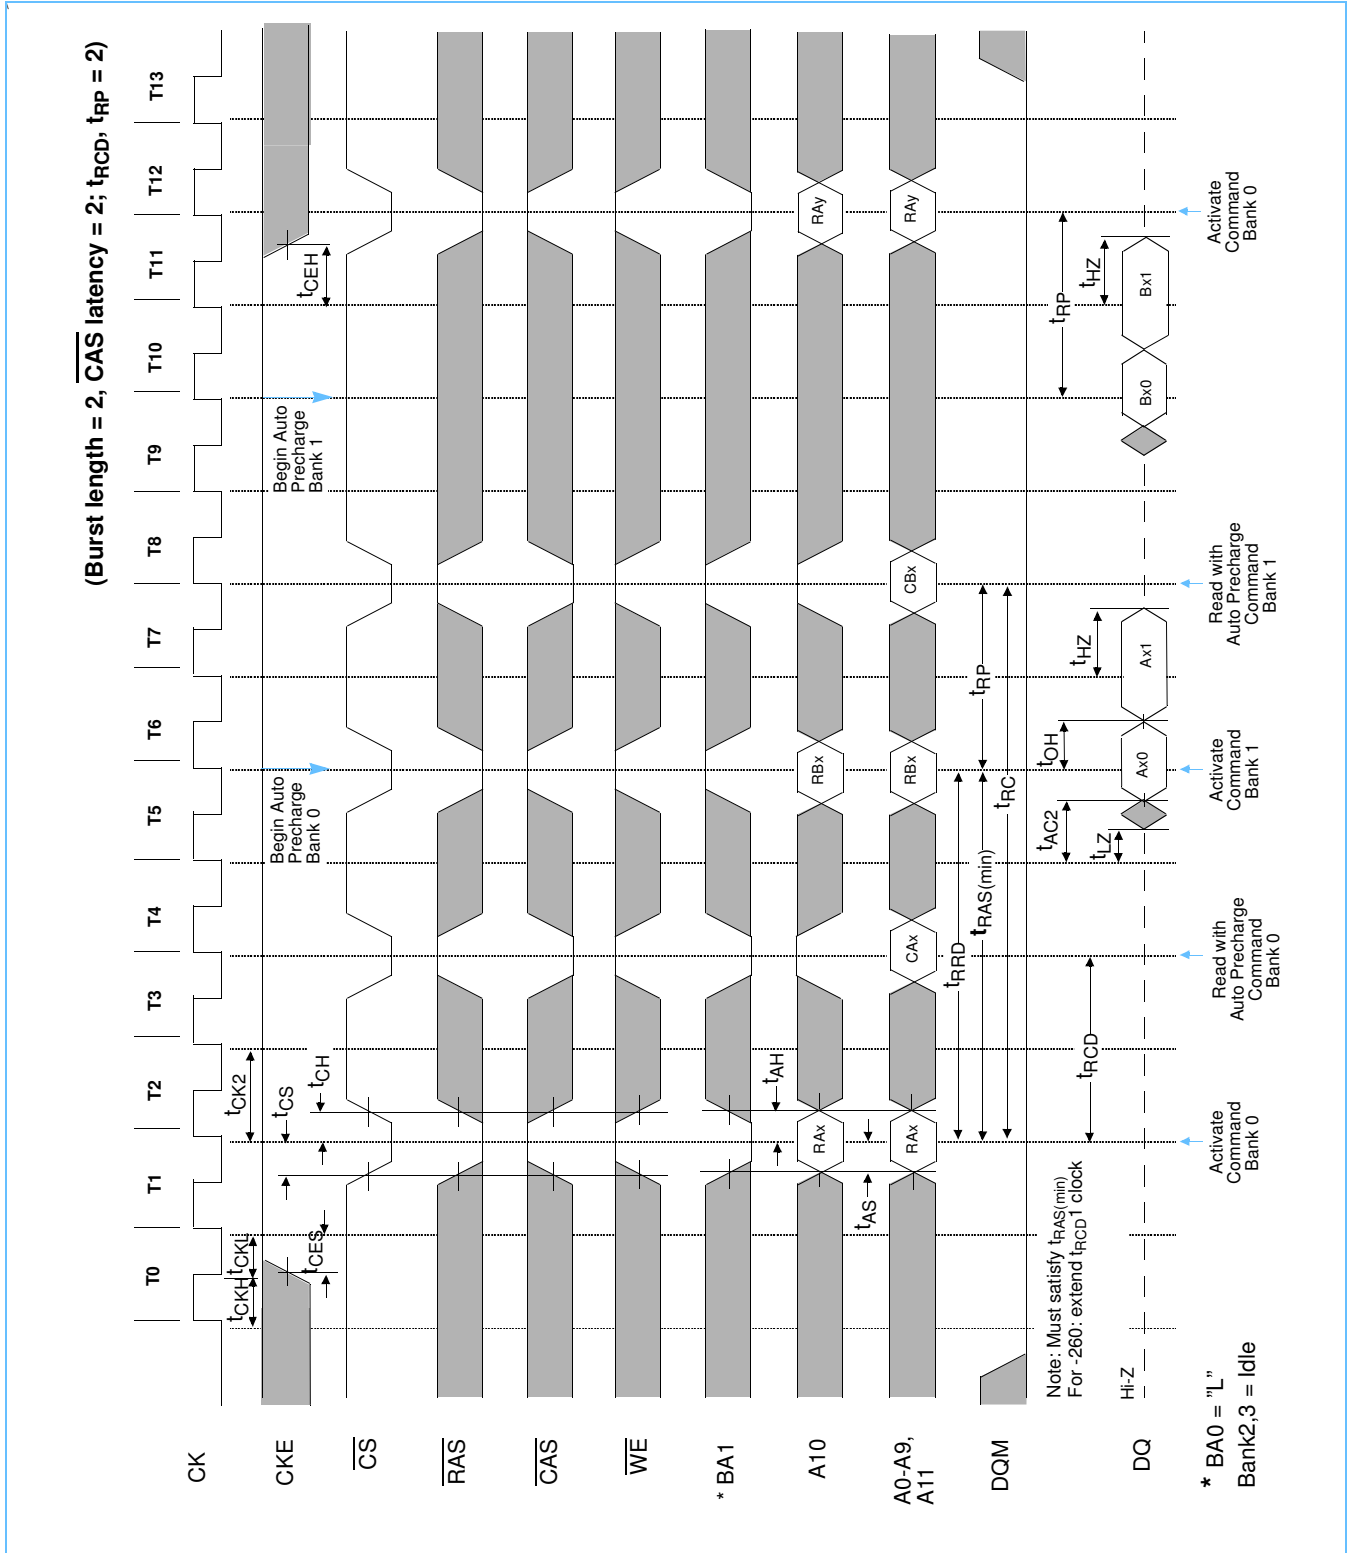 (Burst length = 2, CAS latency = 2; tRCD, tRP = 2)
T0 T1 T2 T3 T4 T5 T6 T7 T8 T9 T10 T11 T12 T13
CK
tCKH tCKL tCK2
CKE
tCES tCS tCH
Begin Auto
Precharge
Bank 0
Begin Auto
Precharge
Bank 1
tCEH
CS
RAS
CAS
WE
* BA1
tAH
A10
RAx RBx RAy
tAS
A0-A9,
A11
RAx CAx RBx CBx RAy
DQM
tRRD
tRAS(min)
tRP
tRC
Note: Must satisfy tRAS(min)
For -260: extend tRCD1 clock
tRCD
tAC2
tLZ
tOH
tHZ
tRP
tHZ
DQ
Hi-Z
Ax0 Ax1 Bx0 Bx1
Activate
Command
Bank 0
Read with
Auto Precharge
Command
Bank 0
Activate
Command
Bank 1
Read with
Auto Precharge
Command
Bank 1
Activate
Command
Bank 0
* BA0 = ”L”
Bank2,3 = Idle